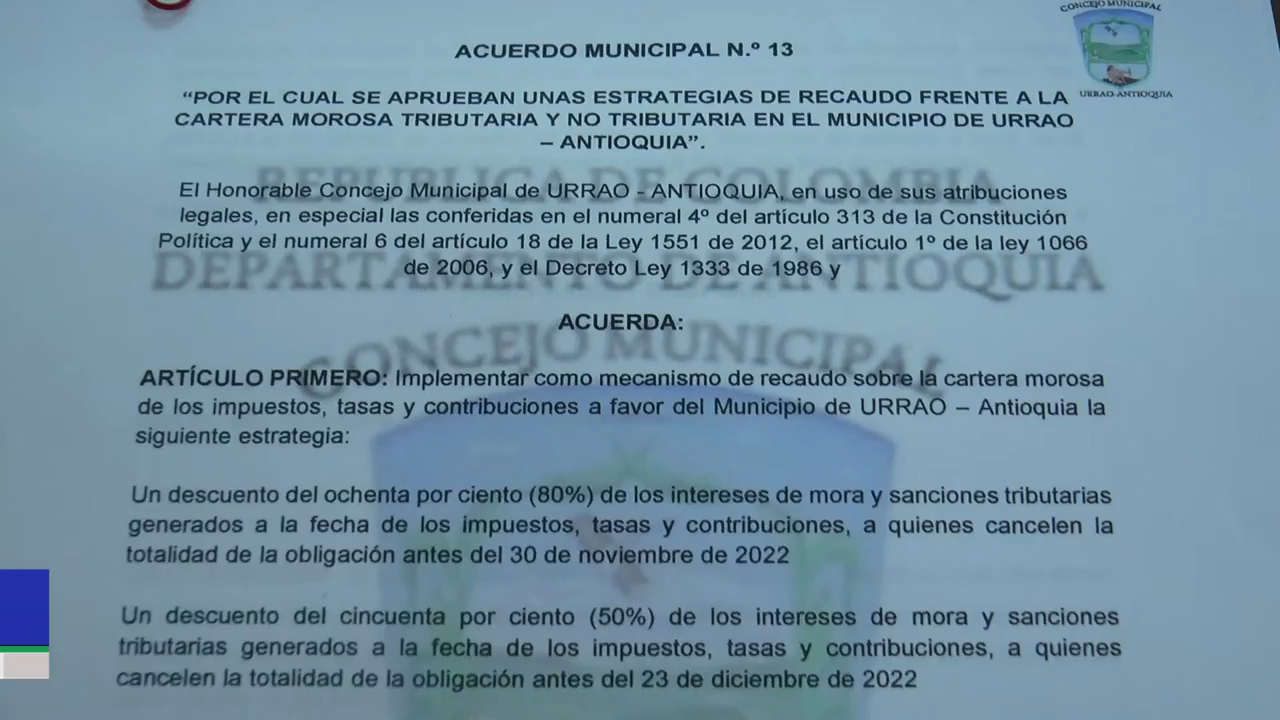 CONCEJO MUNICIPAL
URRAO-ANTIOQUIA
ACUERDO MUNICIPAL N.º 13
“POR EL CUAL SE APRUEBAN UNAS ESTRATEGIAS DE RECAUDO FRENTE A LA
CARTERA MOROSA TRIBUTARIA Y NO TRIBUTARIA EN EL MUNICIPIO DE URRAO
– ANTIOQUIA”.
REPUBLICA DE COLOMBIA
El Honorable Concejo Municipal de URRAO - ANTIOQUIA, en uso de sus atribuciones
legales, en especial las conferidas en el numeral 4º del artículo 313 de la Constitución
Política y el numeral 6 del artículo 18 de la Ley 1551 de 2012, el artículo 1º de la ley 1066
de 2006, y el Decreto Ley 1333 de 1986 y
DEPARTAMENTO DE ANTIOQUIA
ACUERDA:
CONCEJO MUNICIPAL
ARTÍCULO PRIMERO: Implementar como mecanismo de recaudo sobre la cartera morosa
de los impuestos, tasas y contribuciones a favor del Municipio de URRAO – Antioquia la
siguiente estrategia:
Un descuento del ochenta por ciento (80%) de los intereses de mora y sanciones tributarias
generados a la fecha de los impuestos, tasas y contribuciones, a quienes cancelen la
totalidad de la obligación antes del 30 de noviembre de 2022
Un descuento del cincuenta por ciento (50%) de los intereses de mora y sanciones
tributarias generados a la fecha de los impuestos, tasas y contribuciones, a quienes
cancelen la totalidad de la obligación antes del 23 de diciembre de 2022